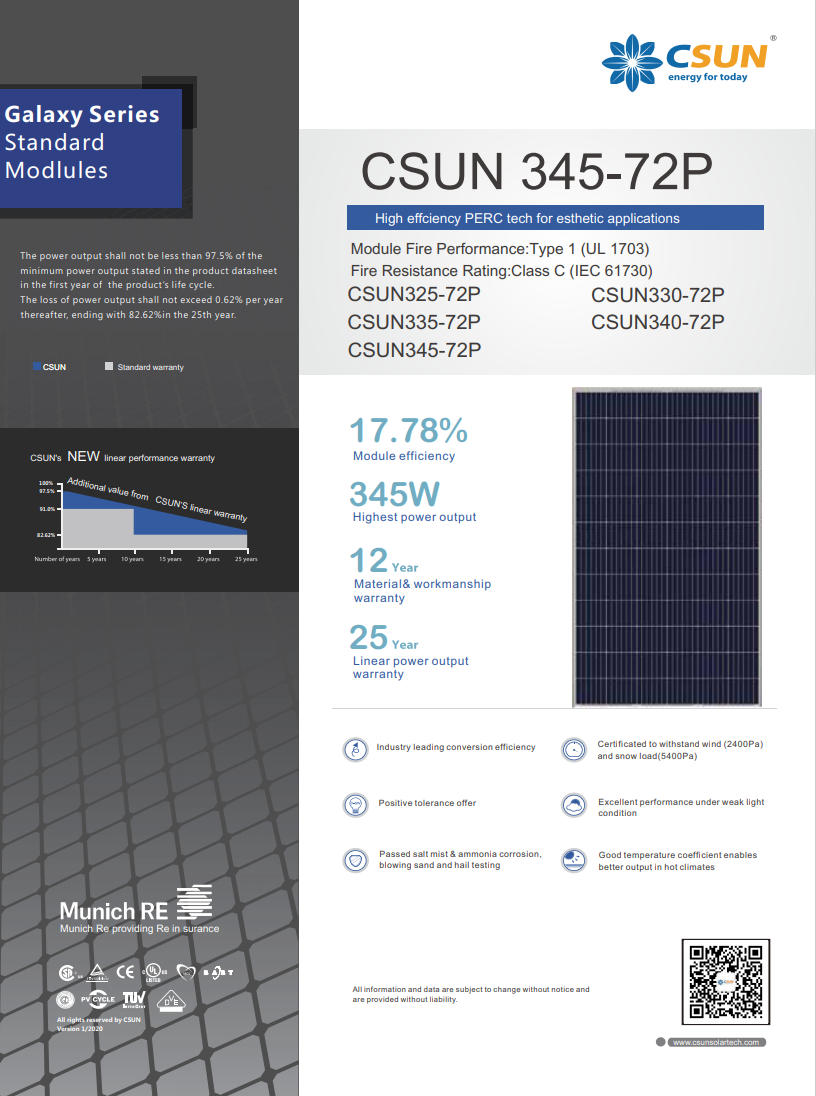 Galaxy Series
Standard
Modlules
The power output shall not be less than 97.5% of the
minimum power output stated in the product datasheet
in the first year of the product's life cycle.
The loss of power output shall not exceed 0.62% per year
thereafter, ending with 82.62%in the 25th year.
CSUN
Standard warranty
CSUN's NEW linear performance warranty
Additional value from CSUN'S linear warranty
100%
97.5%
91.0%
82.62%
Number of years 5 years 10 years 15 years 20 years 25 years
Munich RE
Munich Re providing Re in surance
CE
UL
LISTED
PV CYCLE
TÜV
DVE
All rights reserved by CSUN
Version 1/2020
CSUN ®
energy for today
CSUN 345-72P
High effciency PERC tech for esthetic applications
Module Fire Performance:Type 1 (UL 1703)
Fire Resistance Rating:Class C (IEC 61730)
CSUN325-72P CSUN330-72P
CSUN335-72P CSUN340-72P
CSUN345-72P
17.78%
Module efficiency
345W
Highest power output
12 Year
Material& workmanship
warranty
25 Year
Linear power output
warranty
Industry leading conversion efficiency
Certificated to withstand wind (2400Pa)
and snow load(5400Pa)
Positive tolerance offer
Excellent performance under weak light
condition
Passed salt mist & ammonia corrosion,
blowing sand and hail testing
Good temperature coefficient enables
better output in hot climates
All information and data are subject to change without notice and
are provided without liability.
www.csunsolartech.com